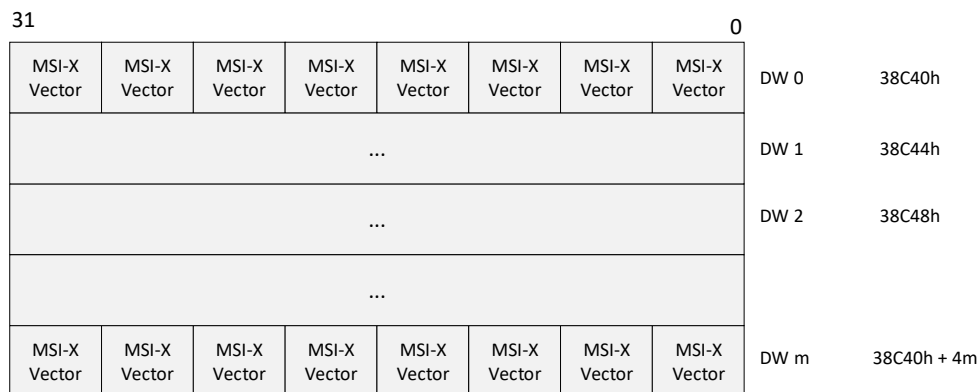 31
0
MSI-X MSI-X MSI-X MSI-X MSI-X MSI-X MSI-X MSI-X
Vector Vector Vector Vector Vector Vector Vector Vector
DW 0 38C40h
... DW 1 38C44h
... DW 2 38C48h
...
MSI-X MSI-X MSI-X MSI-X MSI-X MSI-X MSI-X MSI-X
Vector Vector Vector Vector Vector Vector Vector Vector
DW m 38C40h + 4m